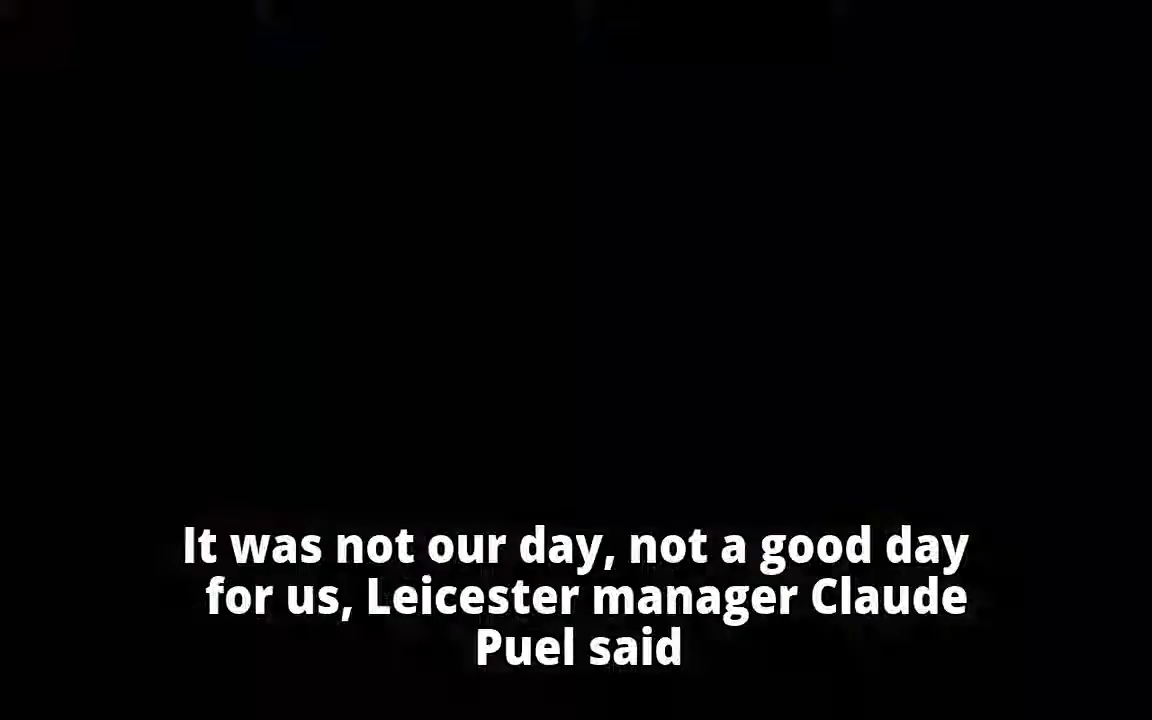 It was not our day, not a good day
for us, Leicester manager Claude
Puel said